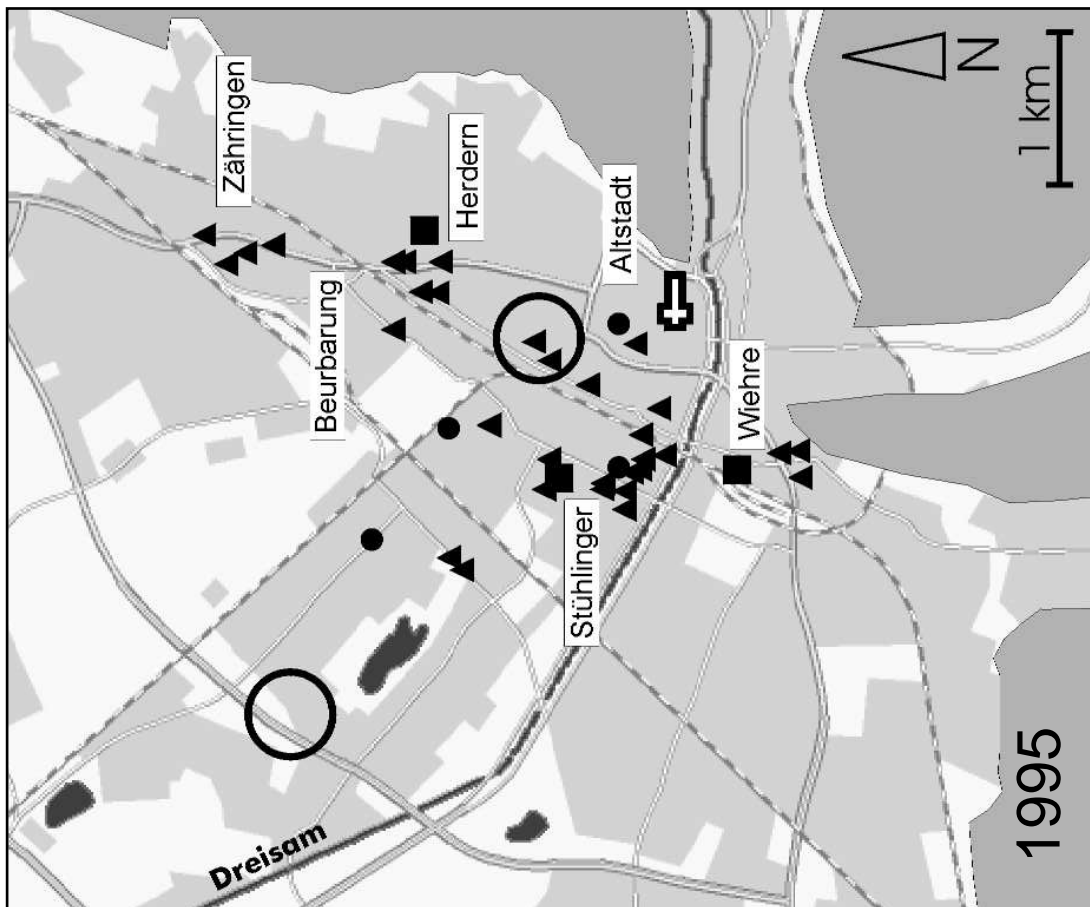 Zähringen
Herdern
Beurbarung
Altstadt
Stühlinger
Wiehre
Dreisam
N
1 km
1995